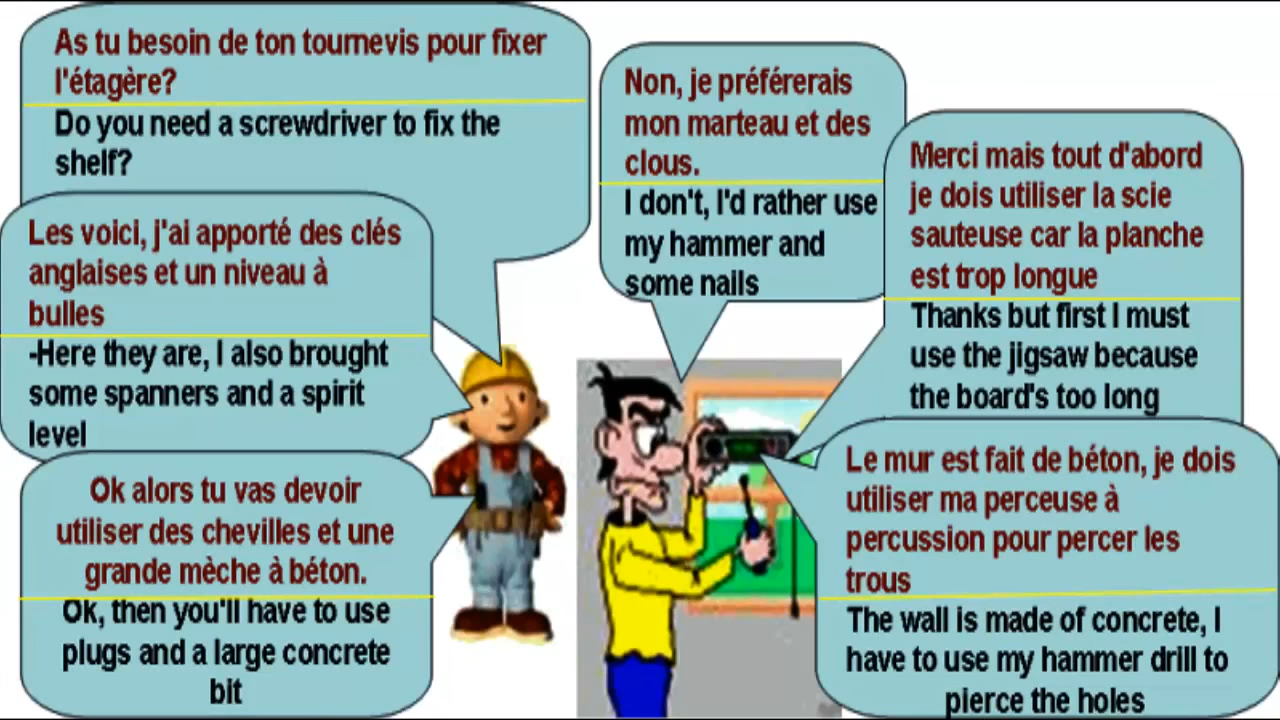 As tu besoin de ton tournevis pour fixer
l'étagère?
Do you need a screwdriver to fix the
shelf?
Non, je préférerais
mon marteau et des
clous.
I don't, I'd rather use
my hammer and
some nails
Les voici, j'ai apporté des clés
anglaises et un niveau à
bulles
-Here they are, I also brought
some spanners and a spirit
level
Merci mais tout d'abord
je dois utiliser la scie
sauteuse car la planche
est trop longue
Thanks but first I must
use the jigsaw because
the board's too long
Ok alors tu vas devoir
utiliser des chevilles et une
grande mèche à béton.
Ok, then you'll have to use
plugs and a large concrete
bit
Le mur est fait de béton, je dois
utiliser ma perceuse à
percussion pour percer les
trous
The wall is made of concrete, I
have to use my hammer drill to
pierce the holes